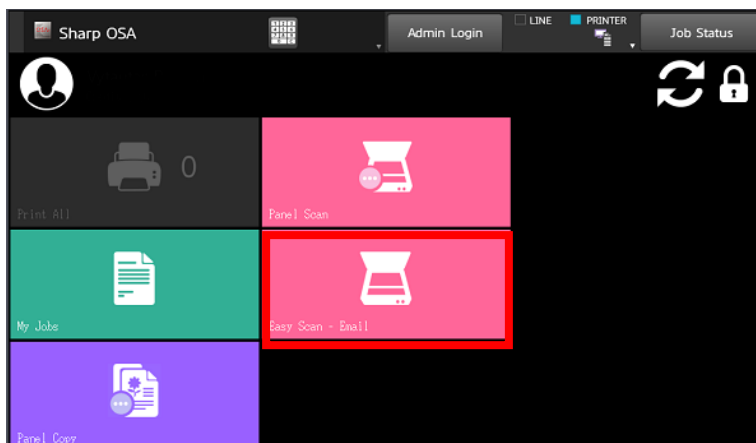 Sharp OSA
Admin Login
LINE
PRINTER
Job Status
0
Print All
Panel Scan
My Jobs
Easy Scan - Email
Panel Copy